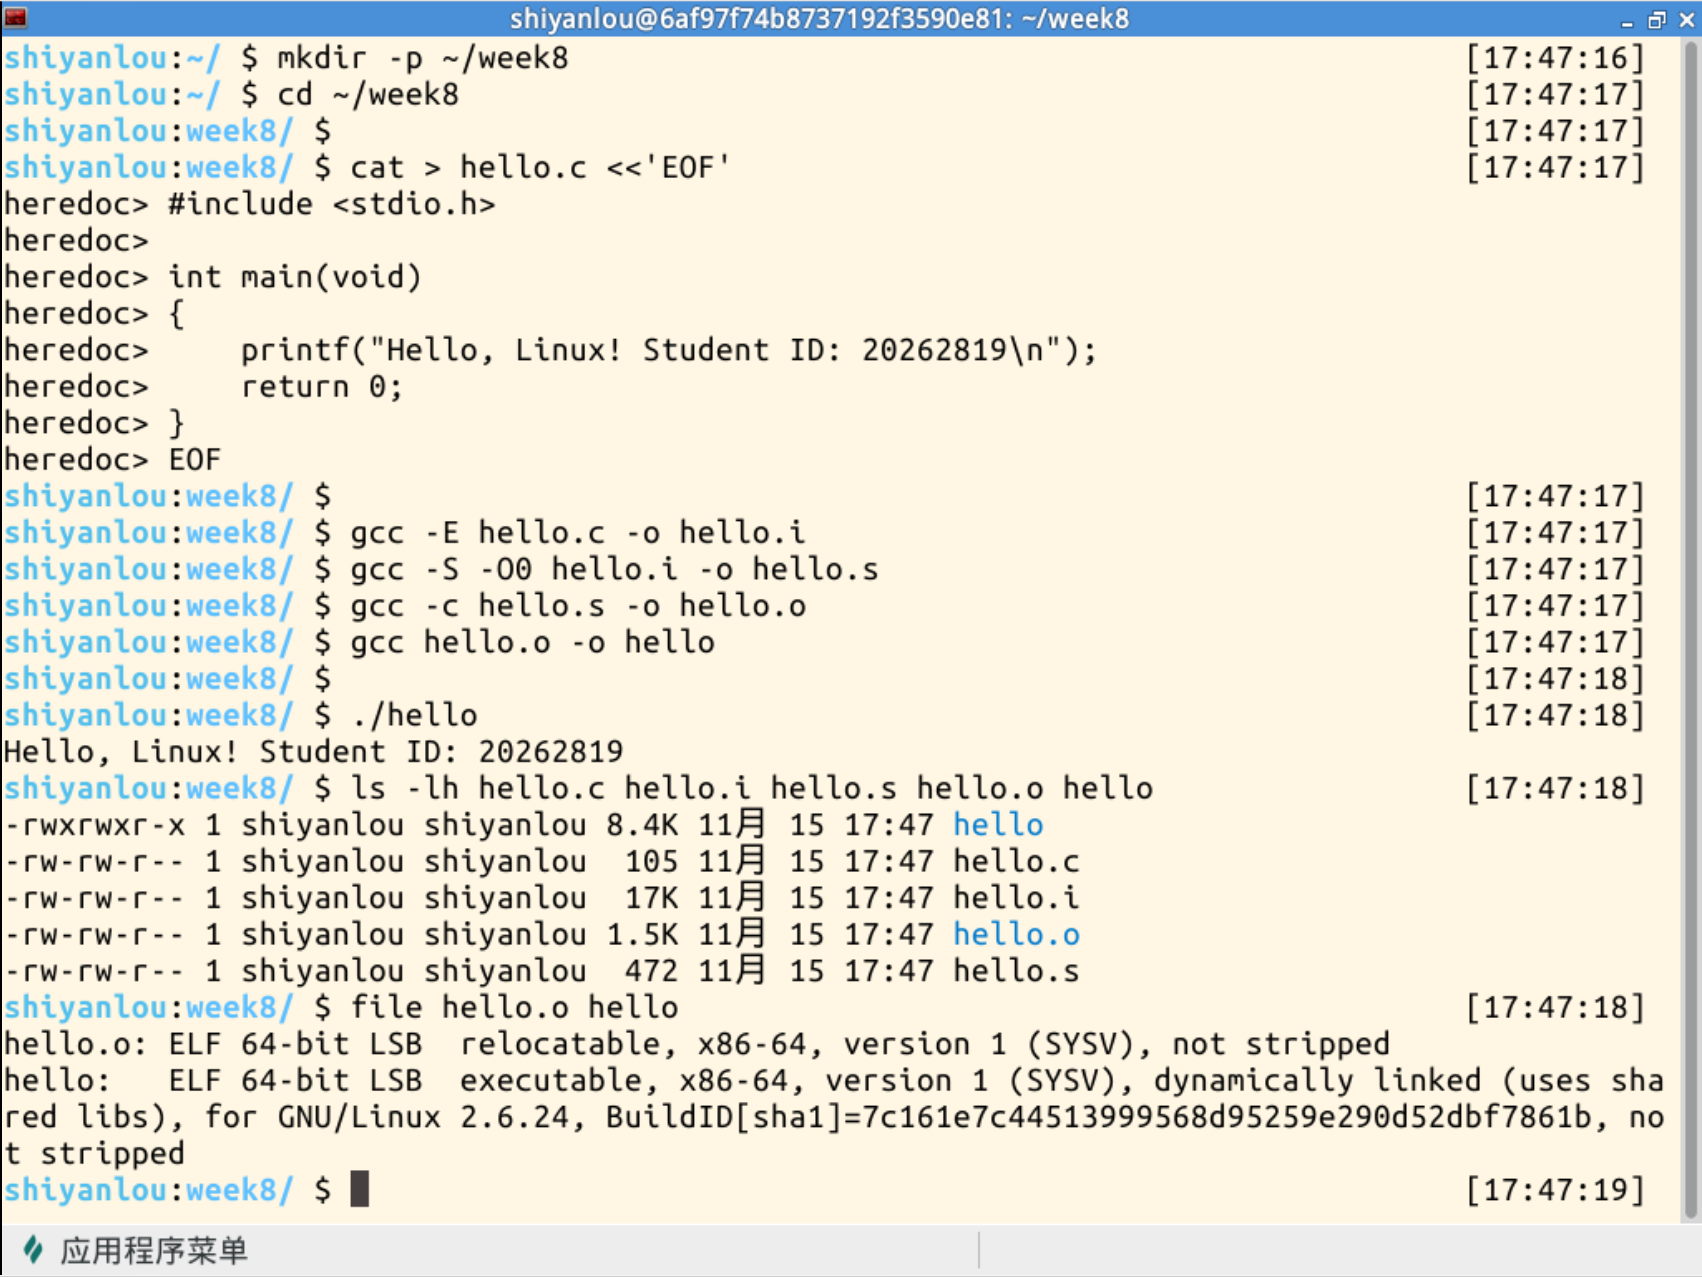 shiyanlou@6af97f74b8737192f3590e81: ~/week8
shiyanlou:~/ $ mkdir -p ~/week8 [17:47:16]
shiyanlou:~/ $ cd ~/week8 [17:47:17]
shiyanlou:week8/ $ [17:47:17]
shiyanlou:week8/ $ cat > hello.c <<'EOF' [17:47:17]
heredoc> #include <stdio.h>
heredoc>
heredoc> int main(void)
heredoc> {
heredoc>     printf("Hello, Linux! Student ID: 20262819\n");
heredoc>     return 0;
heredoc> }
heredoc> EOF
shiyanlou:week8/ $ [17:47:17]
shiyanlou:week8/ $ gcc -E hello.c -o hello.i [17:47:17]
shiyanlou:week8/ $ gcc -S -O0 hello.i -o hello.s [17:47:17]
shiyanlou:week8/ $ gcc -c hello.s -o hello.o [17:47:17]
shiyanlou:week8/ $ gcc hello.o -o hello [17:47:17]
shiyanlou:week8/ $ [17:47:18]
shiyanlou:week8/ $ ./hello [17:47:18]
Hello, Linux! Student ID: 20262819
shiyanlou:week8/ $ ls -lh hello.c hello.i hello.s hello.o hello [17:47:18]
-rwxrwxr-x 1 shiyanlou shiyanlou 8.4K 11月 15 17:47 hello
-rw-rw-r-- 1 shiyanlou shiyanlou  105 11月 15 17:47 hello.c
-rw-rw-r-- 1 shiyanlou shiyanlou  17K 11月 15 17:47 hello.i
-rw-rw-r-- 1 shiyanlou shiyanlou 1.5K 11月 15 17:47 hello.o
-rw-rw-r-- 1 shiyanlou shiyanlou  472 11月 15 17:47 hello.s
shiyanlou:week8/ $ file hello.o hello [17:47:18]
hello.o: ELF 64-bit LSB  relocatable, x86-64, version 1 (SYSV), not stripped
hello:   ELF 64-bit LSB  executable, x86-64, version 1 (SYSV), dynamically linked (uses sha
red libs), for GNU/Linux 2.6.24, BuildID[sha1]=7c161e7c44513999568d95259e290d52dbf7861b, no
t stripped
shiyanlou:week8/ $ [17:47:19]
应用程序菜单